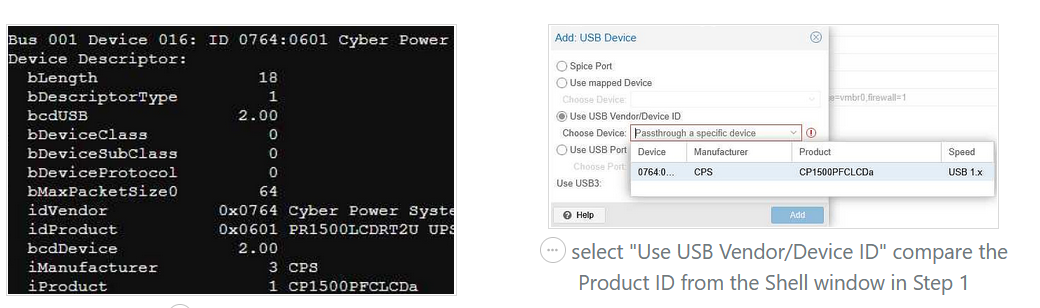 Bus 001 Device 016: ID 0764:0601 Cyber Power
Device Descriptor:
bLength 18
bDescriptorType 1
bcdUSB 2.00
bDeviceClass 0
bDeviceSubClass 0
bDeviceProtocol 0
bMaxPacketSize0 64
idVendor 0x0764 Cyber Power Syste
idProduct 0x0601 PR1500LCDRT2U UPS
bcdDevice 2.00
iManufacturer 3 CPS
iProduct 1 CP1500PFCLCDa
Add: USB Device
Spice Port
Use mapped Device
Choose Device:
e=vmbr0,firewall=1
Use USB Vendor/Device ID
Choose Device: Passthrough a specific device
Use USB Port
Choose Port:
Use USB3:
Device Manufacturer Product Speed
0764:0... CPS CP1500PFCLCDa USB 1.x
Help
Add
select "Use USB Vendor/Device ID" compare the
Product ID from the Shell window in Step 1